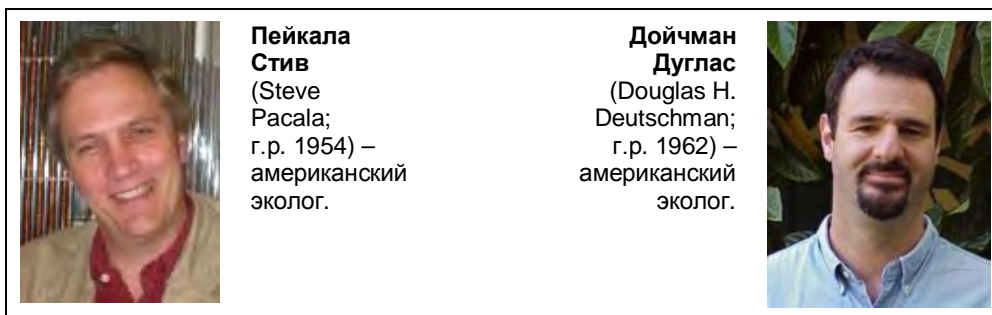 Пейкала
Стив
(Steve
Pacala;
г.р. 1954) –
американский
эколог.
Дойчман
Дуглас
(Douglas H.
Deutschman;
г.р. 1962) –
американский
эколог.